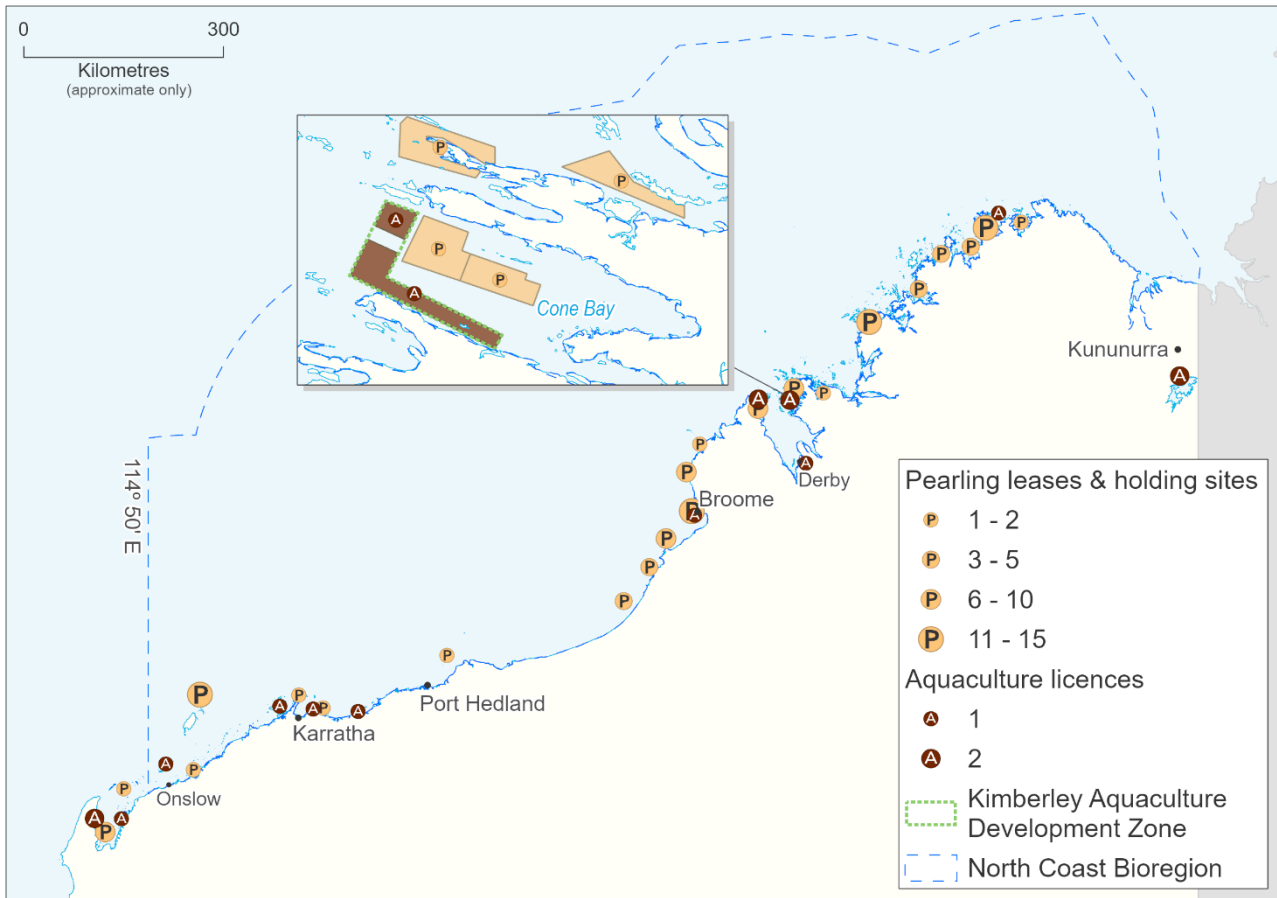 0 300
Kilometres
(approximate only)
P
P
A
P
P
A
Cone Bay
A
P
P
P
P
P
P
Kununurra
A
P
A
A
P
P
P
A
Derby
P
Broome
P
A
P
P
P
P
Port Hedland
P
P
A
A
P
A
Karratha
A
P
Onslow
P
A
A
P
114° 50' E
Pearling leases & holding sites
P 1 - 2
P 3 - 5
P 6 - 10
P 11 - 15
Aquaculture licences
A 1
A 2
Kimberley Aquaculture
Development Zone
North Coast Bioregion